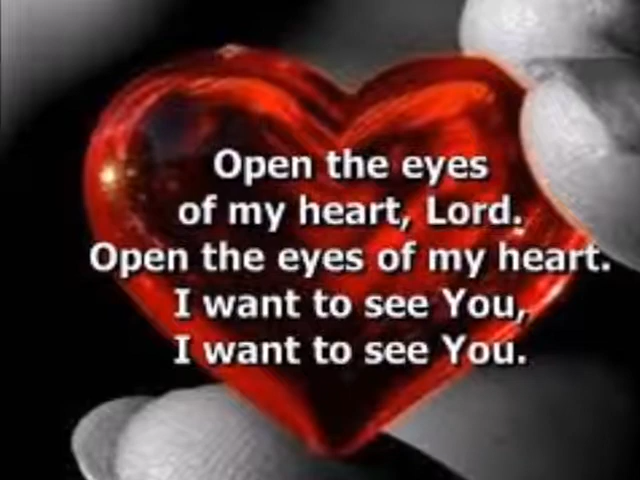 Open the eyes
of my heart, Lord.
Open the eyes of my heart.
I want to see You,
I want to see You.